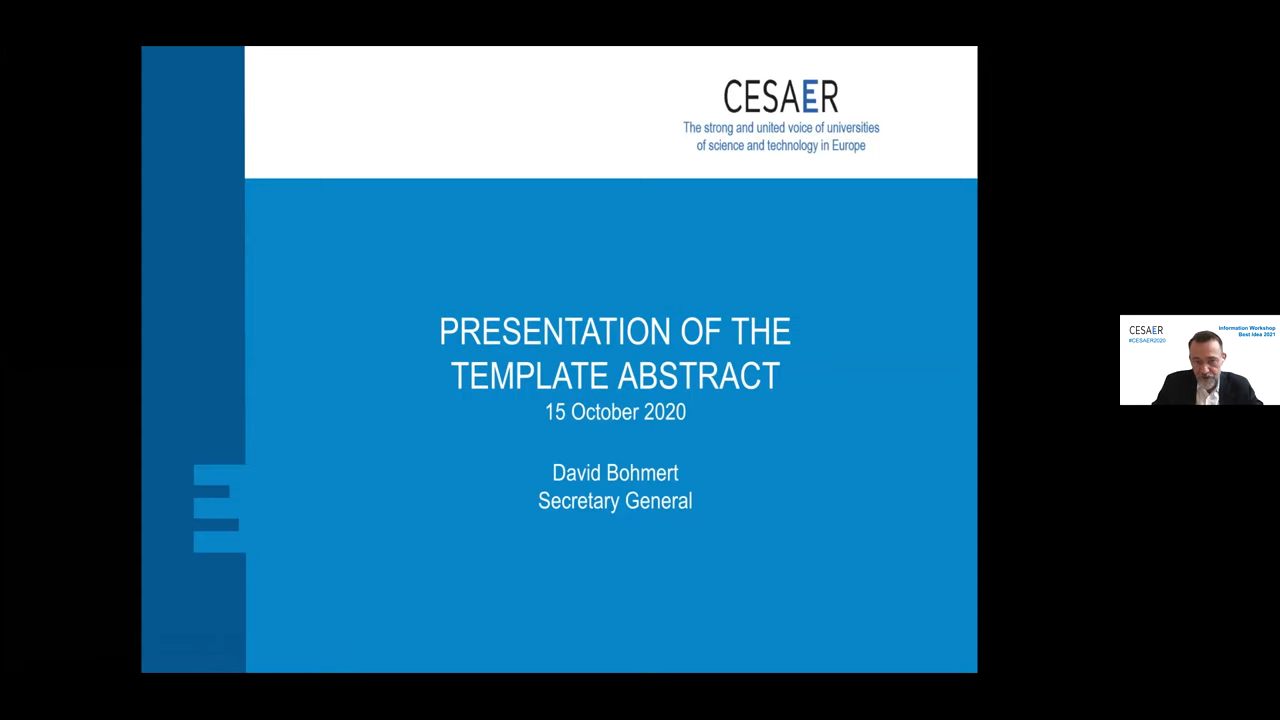 CESAER
The strong and united voice of universities
of science and technology in Europe
PRESENTATION OF THE
TEMPLATE ABSTRACT
15 October 2020
David Bohmert
Secretary General
CESAER
#CESAER2020
Information Workshop
Best Idea 2021